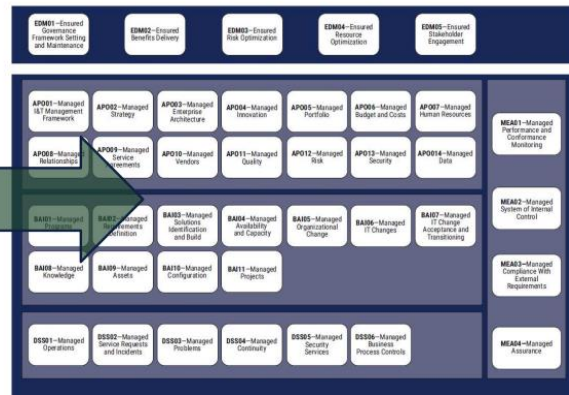 EDM01—Ensured
Governance
Framework Setting
and Maintenance
EDM02—Ensured
Benefits Delivery
EDM03—Ensured
Risk Optimization
EDM04—Ensured
Resource
Optimization
EDM05—Ensured
Stakeholder
Engagement
APO01—Managed
I&T Management
Framework
APO02—Managed
Strategy
APO03—Managed
Enterprise
Architecture
APO04—Managed
Innovation
APO05—Managed
Portfolio
APO06—Managed
Budget and Costs
APO07—Managed
Human Resources
APO08—Managed
Relationships
APO09—Managed
Service
Agreements
APO10—Managed
Vendors
APO11—Managed
Quality
APO12—Managed
Risk
APO13—Managed
Security
APO014—Managed
Data
BAI01—Managed
Programs
BAI02—Managed
Requirements
Definition
BAI03—Managed
Solutions
Identification
and Build
BAI04—Managed
Availability
and Capacity
BAI05—Managed
Organizational
Change
BAI06—Managed
IT Changes
BAI07—Managed
IT Change
Acceptance and
Transitioning
BAI08—Managed
Knowledge
BAI09—Managed
Assets
BAI10—Managed
Configuration
BAI11—Managed
Projects
DSS01—Managed
Operations
DSS02—Managed
Service Requests
and Incidents
DSS03—Managed
Problems
DSS04—Managed
Continuity
DSS05—Managed
Security
Services
DSS06—Managed
Business
Process Controls
MEA01—Managed
Performance and
Conformance
Monitoring
MEA02—Managed
System of Internal
Control
MEA03—Managed
Compliance With
External
Requirements
MEA04—Managed
Assurance